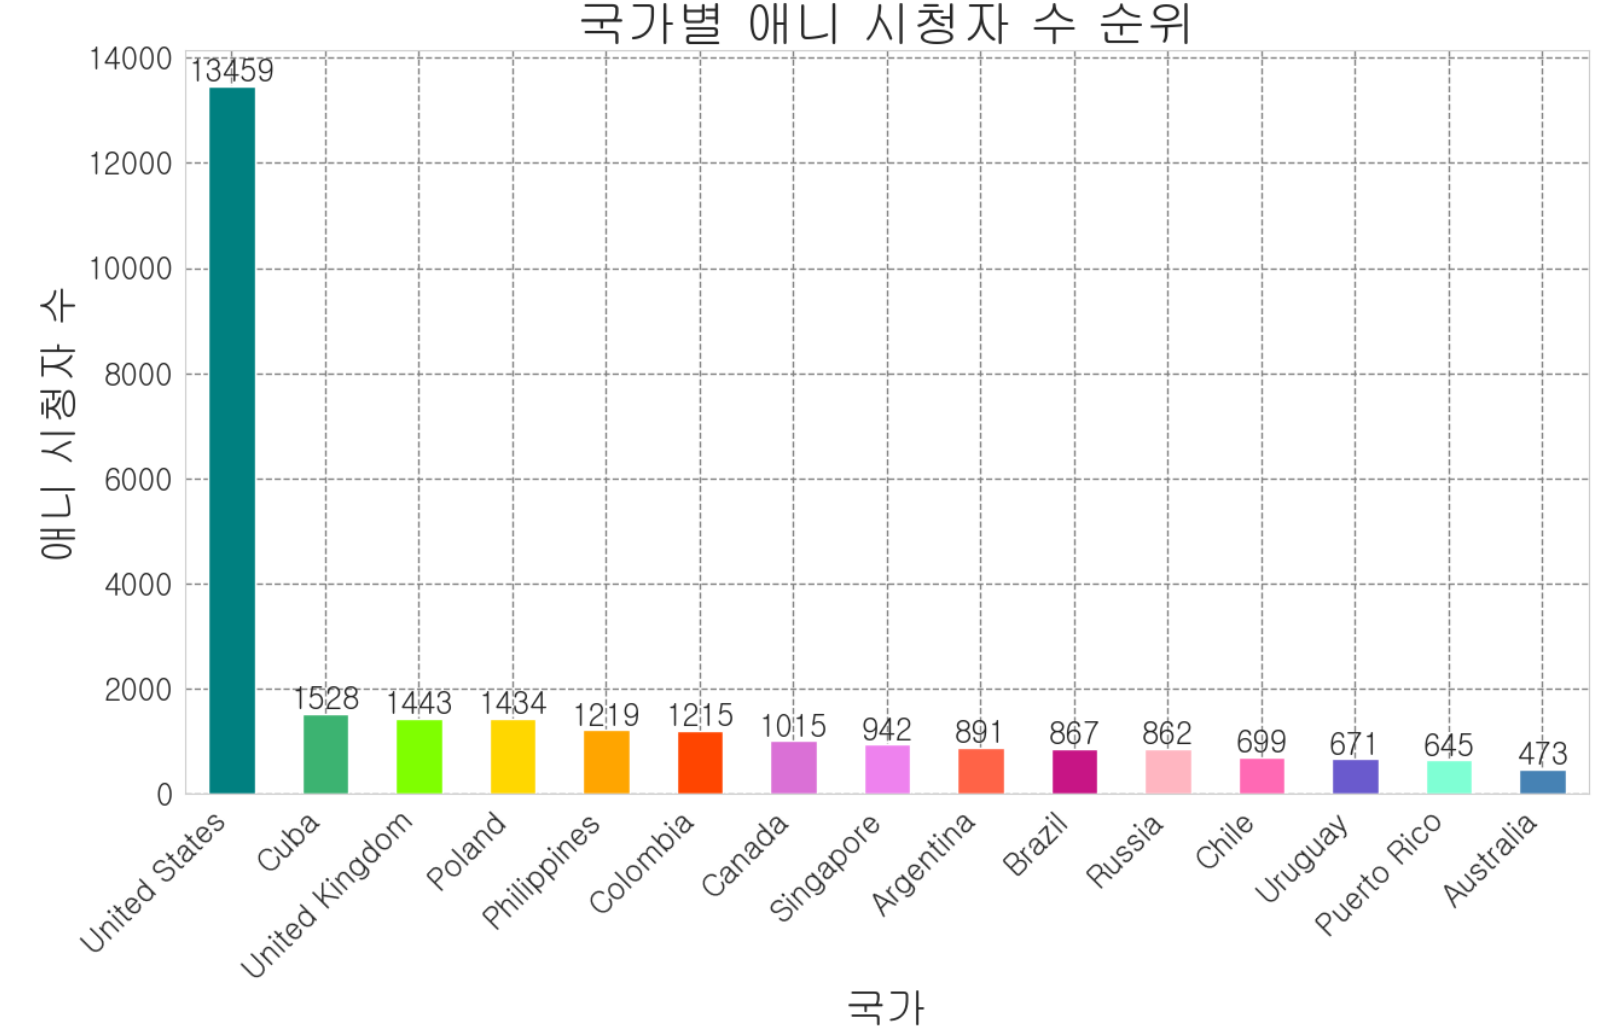 국가별 애니 시청자 수 순위
애니 시청자 수
14000
12000
10000
8000
6000
4000
2000
0
13459
1528
1443
1434
1219
1215
1015
942
891
867
862
699
671
645
473
United States
Cuba
United Kingdom
Poland
Philippines
Colombia
Canada
Singapore
Argentina
Brazil
Russia
Chile
Uruguay
Puerto Rico
Australia
국가